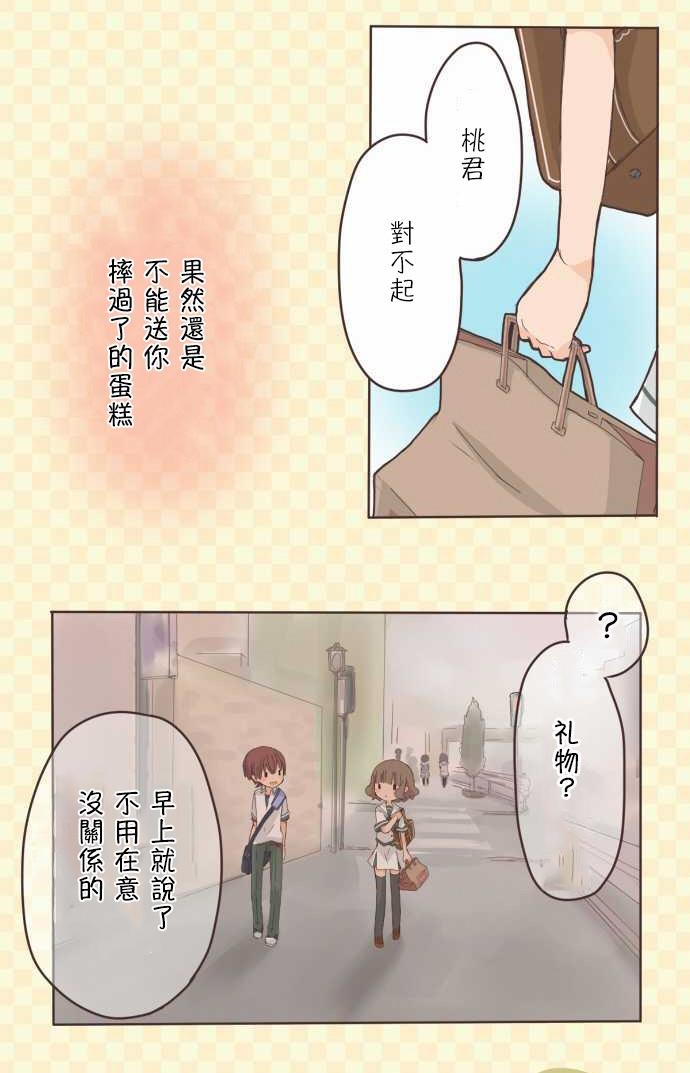 桃君
對不起
果然還是
不能送你
摔過了的蛋糕
？
礼物？
早上就說了
不用在意
沒關係的